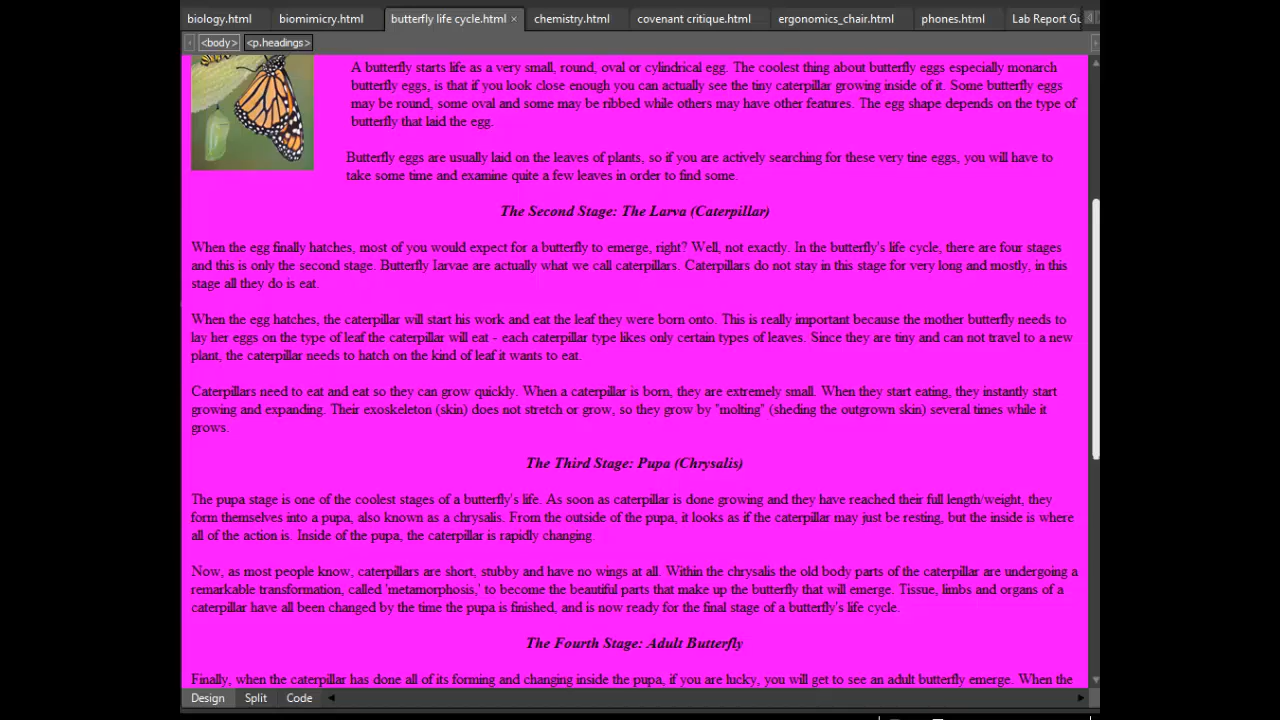 biology.html
biomimicry.html
butterfly life cycle.html ×
chemistry.html
covenant critique.html
ergonomics_chair.html
phones.html
Lab Report Gu
<body> <p.headings>
A butterfly starts life as a very small, round, oval or cylindrical egg. The coolest thing about butterfly eggs especially monarch
butterfly eggs, is that if you look close enough you can actually see the tiny caterpillar growing inside of it. Some butterfly eggs
may be round, some oval and some may be ribbed while others may have other features. The egg shape depends on the type of
butterfly that laid the egg.
Butterfly eggs are usually laid on the leaves of plants, so if you are actively searching for these very tine eggs, you will have to
take some time and examine quite a few leaves in order to find some.
The Second Stage: The Larva (Caterpillar)
When the egg finally hatches, most of you would expect for a butterfly to emerge, right? Well, not exactly. In the butterfly's life cycle, there are four stages
and this is only the second stage. Butterfly larvae are actually what we call caterpillars. Caterpillars do not stay in this stage for very long and mostly, in this
stage all they do is eat.
When the egg hatches, the caterpillar will start his work and eat the leaf they were born onto. This is really important because the mother butterfly needs to
lay her eggs on the type of leaf the caterpillar will eat - each caterpillar type likes only certain types of leaves. Since they are tiny and can not travel to a new
plant, the caterpillar needs to hatch on the kind of leaf it wants to eat.
Caterpillars need to eat and eat so they can grow quickly. When a caterpillar is born, they are extremely small. When they start eating, they instantly start
growing and expanding. Their exoskeleton (skin) does not stretch or grow, so they grow by "molting" (sheding the outgrown skin) several times while it
grows.
The Third Stage: Pupa (Chrysalis)
The pupa stage is one of the coolest stages of a butterfly's life. As soon as caterpillar is done growing and they have reached their full length/weight, they
form themselves into a pupa, also known as a chrysalis. From the outside of the pupa, it looks as if the caterpillar may just be resting, but the inside is where
all of the action is. Inside of the pupa, the caterpillar is rapidly changing.
Now, as most people know, caterpillars are short, stubby and have no wings at all. Within the chrysalis the old body parts of the caterpillar are undergoing a
remarkable transformation, called 'metamorphosis,' to become the beautiful parts that make up the butterfly that will emerge. Tissue, limbs and organs of a
caterpillar have all been changed by the time the pupa is finished, and is now ready for the final stage of a butterfly's life cycle.
The Fourth Stage: Adult Butterfly
Finally, when the caterpillar has done all of its forming and changing inside the pupa, if you are lucky, you will get to see an adult butterfly emerge. When the
Design Split Code